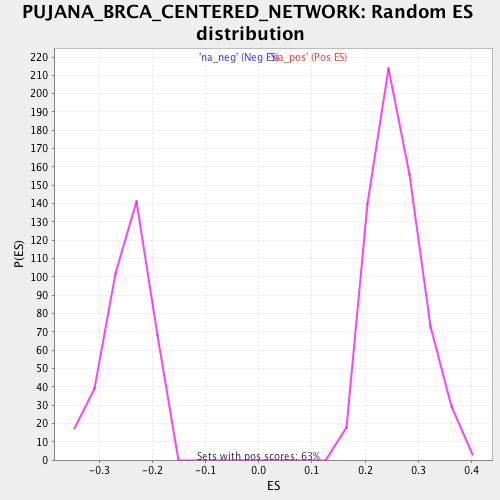 PUJANA_BRCA_CENTERED_NETWORK: Random ES
distribution
'na_neg' (Neg ES)
'na_pos' (Pos ES)
220
210
200
190
180
170
160
150
140
130
120
110
100
90
80
70
60
50
40
30
20
10
0
P(ES)
Sets with pos scores: 63%
-0.3 -0.2 -0.1 0.0 0.1 0.2 0.3 0.4
ES